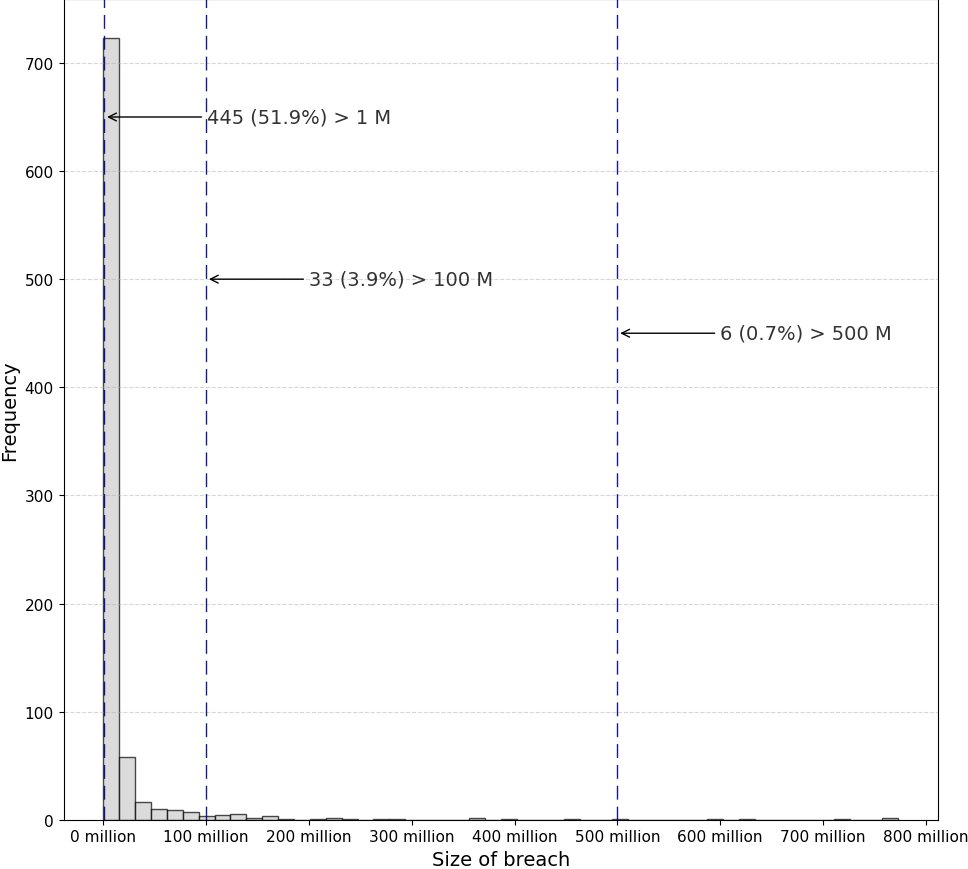 700
600
500
400
300
200
100
0
Frequency
445 (51.9%) > 1 M
33 (3.9%) > 100 M
6 (0.7%) > 500 M
0 million 100 million 200 million 300 million 400 million 500 million 600 million 700 million 800 million
Size of breach